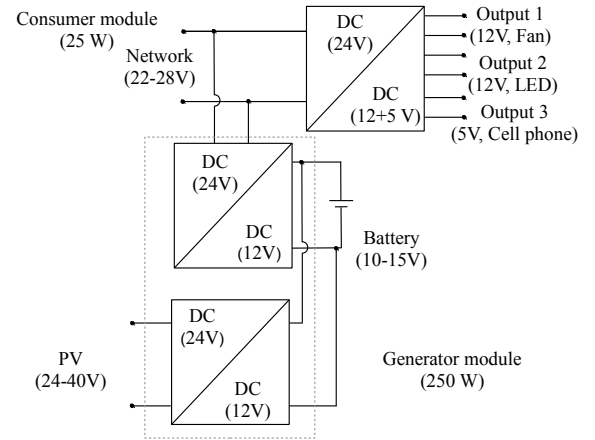 Consumer module
(25 W)
Network
(22-28V)
DC
(24V)
DC
(12+5 V)
Output 1
(12V, Fan)
Output 2
(12V, LED)
Output 3
(5V, Cell phone)
DC
(24V)
DC
(12V)
Battery
(10-15V)
DC
(24V)
DC
(12V)
PV
(24-40V)
Generator module
(250 W)